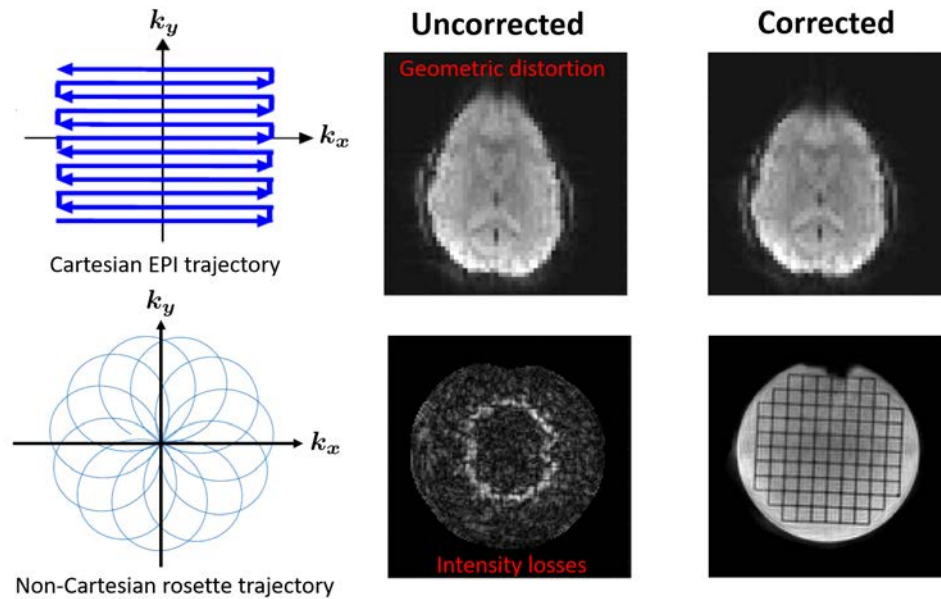 Uncorrected
Corrected
k_y
Geometric distortion
k_x
Cartesian EPI trajectory
k_y
k_x
Intensity losses
Non-Cartesian rosette trajectory